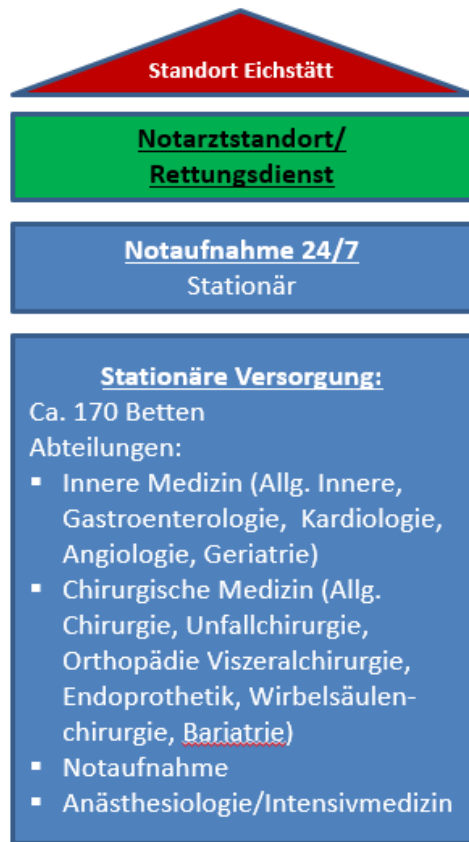 Standort Eichstätt
Notarztstandort/
Rettungsdienst
Notaufnahme 24/7
Stationär
Stationäre Versorgung:
Ca. 170 Betten
Abteilungen:
▪ Innere Medizin (Allg. Innere,
Gastroenterologie, Kardiologie,
Angiologie, Geriatrie)
▪ Chirurgische Medizin (Allg.
Chirurgie, Unfallchirurgie,
Orthopädie Viszeralchirurgie,
Endoprothetik, Wirbelsäulen-
chirurgie, Bariatrie)
▪ Notaufnahme
▪ Anästhesiologie/Intensivmedizin